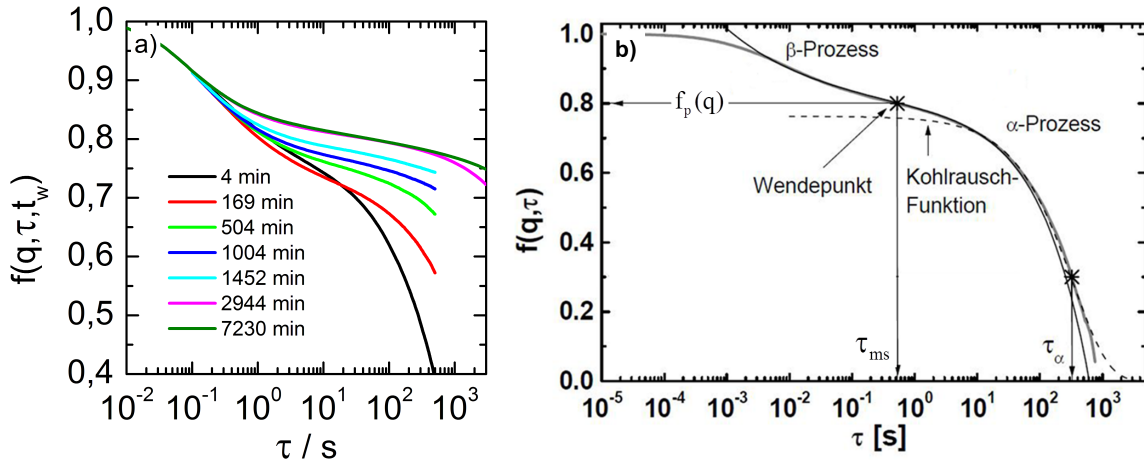 a)
f(q,τ,t_w)
1,0
0,9
0,8
0,7
0,6
0,5
0,4
4 min
169 min
504 min
1004 min
1452 min
2944 min
7230 min
10^-2 10^-1 10^0 10^1 10^2 10^3
τ / s
b)
f(q,τ)
1.0
0.8
0.6
0.4
0.2
0.0
β-Prozess
f_p(q)
α-Prozess
Wendepunkt
Kohlrausch-
Funktion
τ_ms
τ_α
10^-5 10^-4 10^-3 10^-2 10^-1 10^0 10^1 10^2 10^3
τ [s]